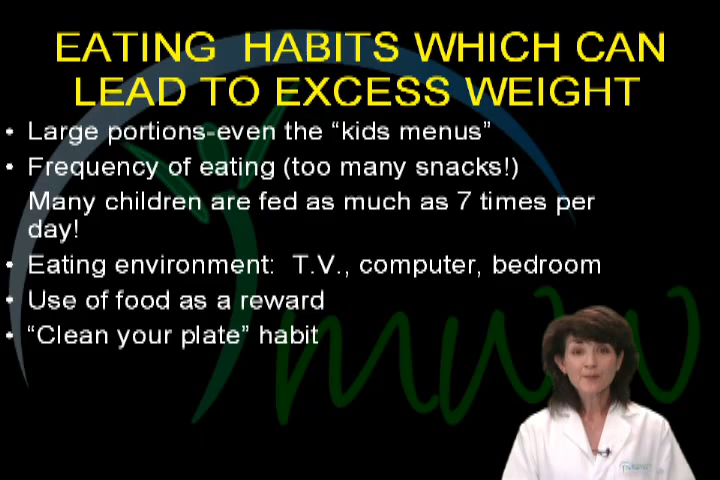 EATING HABITS WHICH CAN
LEAD TO EXCESS WEIGHT
• Large portions-even the “kids menus”
• Frequency of eating (too many snacks!)
Many children are fed as much as 7 times per
day!
• Eating environment: T.V., computer, bedroom
• Use of food as a reward
• “Clean your plate” habit
mww